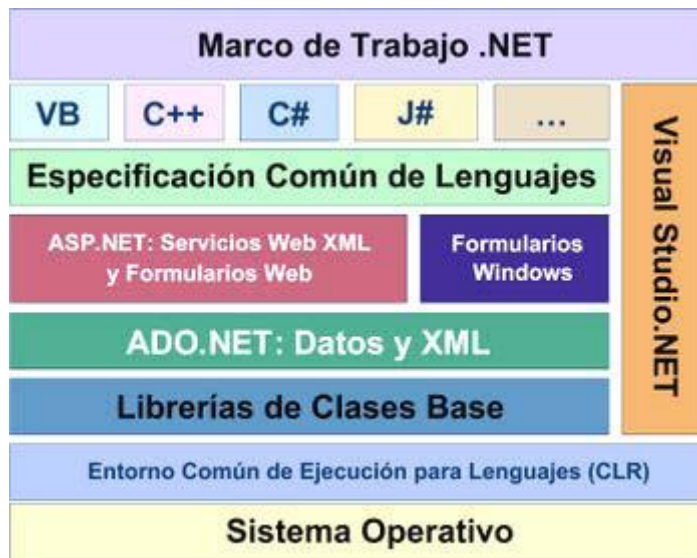 Marco de Trabajo .NET
VB
C++
C#
J#
...
Especificación Común de Lenguajes
ASP.NET: Servicios Web XML
y Formularios Web
Formularios
Windows
ADO.NET: Datos y XML
Librerías de Clases Base
Visual Studio.NET
Entorno Común de Ejecución para Lenguajes (CLR)
Sistema Operativo